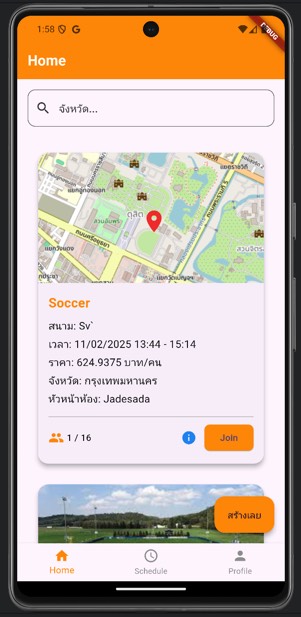 1:58
DEBUG
Home
จังหวัด...
ดุสิต
Soccer
สนาม: Sv`
เวลา: 11/02/2025 13:44 - 15:14
ราคา: 624.9375 บาท/คน
จังหวัด: กรุงเทพมหานคร
หัวหน้าห้อง: Jadesada
1 / 16
Join
สร้างเลย
Home
Schedule
Profile